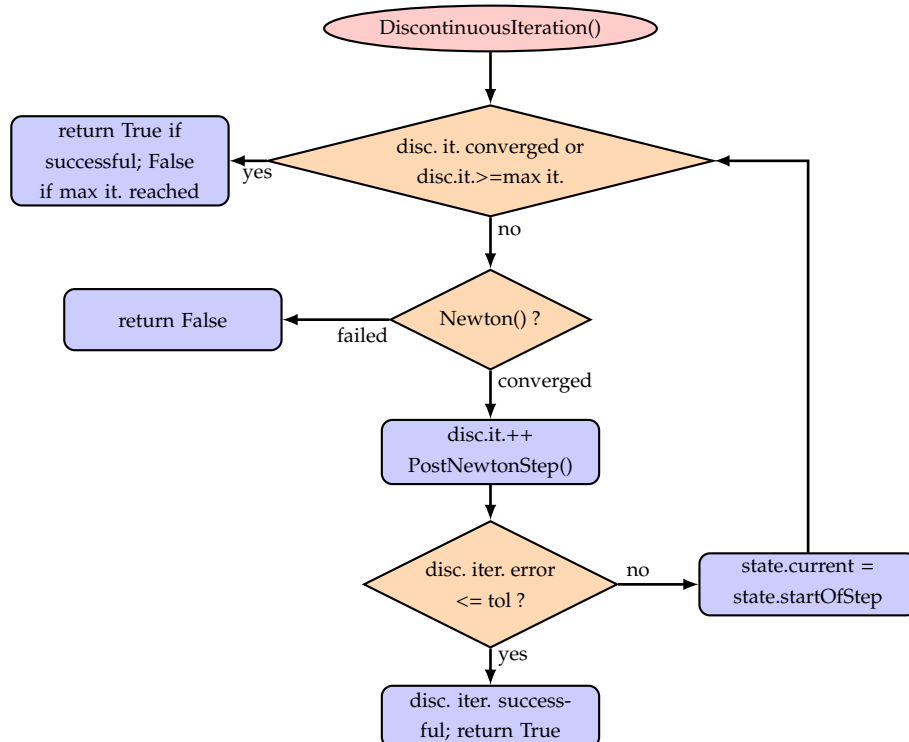 DiscontinuousIteration()
disc. it. converged or
disc.it.>=max it.
yes
return True if
successful; False
if max it. reached
no
Newton() ?
failed
return False
converged
disc.it.++
PostNewtonStep()
disc. iter. error
<= tol ?
no
state.current =
state.startOfStep
yes
disc. iter. success-
ful; return True